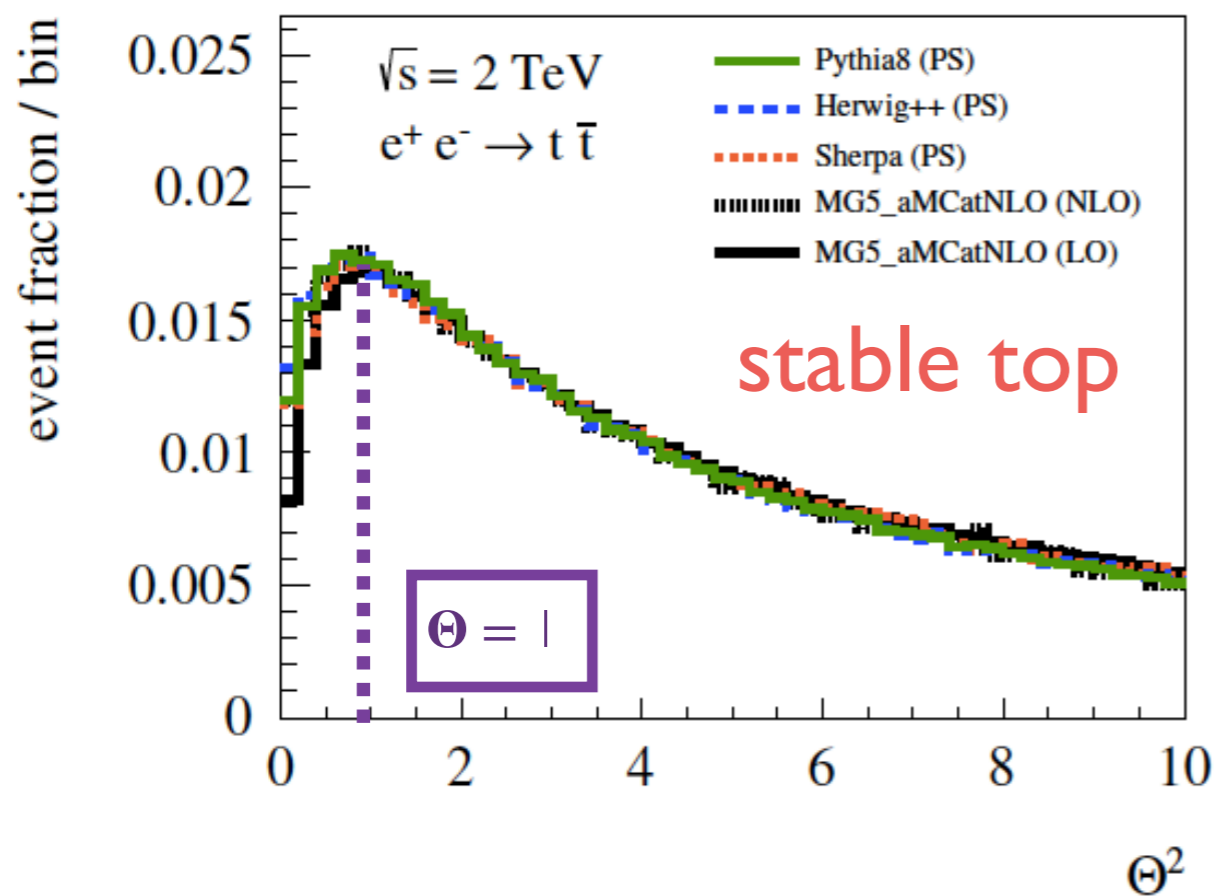 event fraction / bin
0.025
0.02
0.015
0.01
0.005
0
√s = 2 TeV
e⁺ e⁻ → t t̅
Pythia8 (PS)
Herwig++ (PS)
Sherpa (PS)
MG5_aMCatNLO (NLO)
MG5_aMCatNLO (LO)
stable top
Θ = 1
0 2 4 6 8 10
Θ²